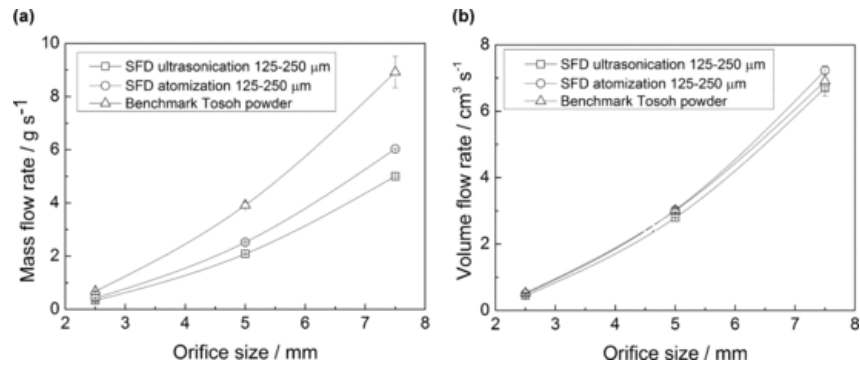 (a)
10
8
6
4
2
0
Mass flow rate / g s⁻¹
SFD ultrasonication 125-250 μm
SFD atomization 125-250 μm
Benchmark Tosoh powder
2 3 4 5 6 7 8
Orifice size / mm
(b)
8
6
4
2
0
Volume flow rate / cm³ s⁻¹
SFD ultrasonication 125-250 μm
SFD atomization 125-250 μm
Benchmark Tosoh powder
2 3 4 5 6 7 8
Orifice size / mm